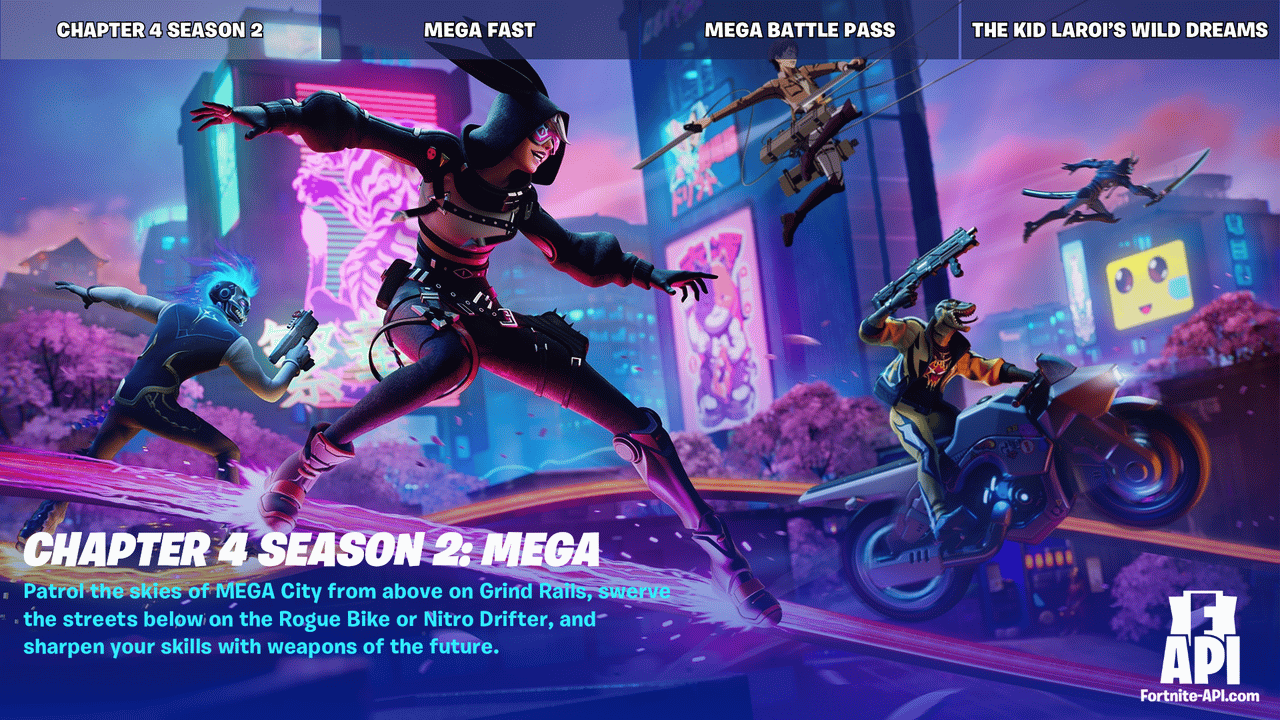 CHAPTER 4 SEASON 2
MEGA FAST
MEGA BATTLE PASS
THE KID LAROI'S WILD DREAMS
CHAPTER 4 SEASON 2: MEGA
Patrol the skies of MEGA City from above on Grind Rails, swerve
the streets below on the Rogue Bike or Nitro Drifter, and
sharpen your skills with weapons of the future.
F
API
Fortnite-API.com